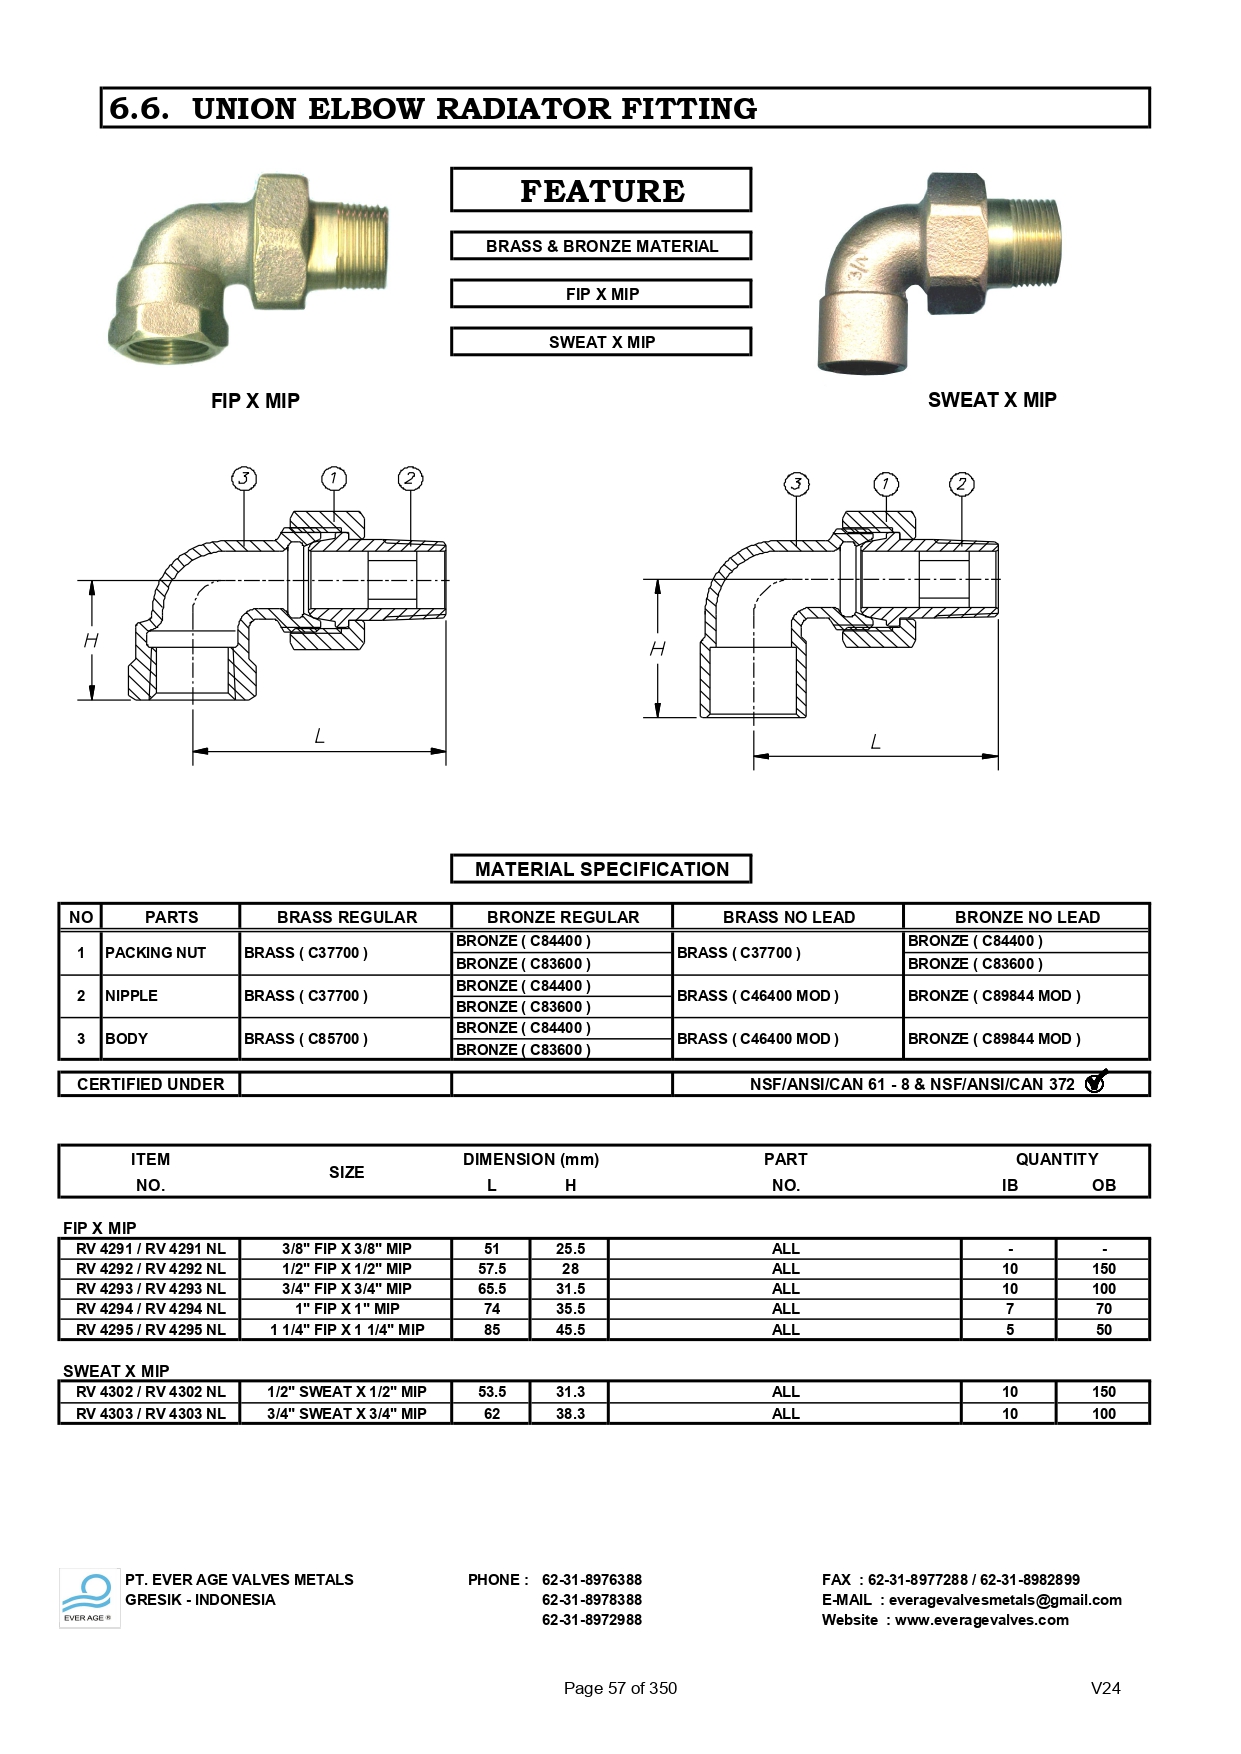 6.6. UNION ELBOW RADIATOR FITTING
FEATURE
BRASS & BRONZE MATERIAL
FIP X MIP
SWEAT X MIP
3/4
FIP X MIP
SWEAT X MIP
3 1 2
H
L
3 1 2
H
L
MATERIAL SPECIFICATION
NO PARTS BRASS REGULAR BRONZE REGULAR BRASS NO LEAD BRONZE NO LEAD
1 PACKING NUT BRASS ( C37700 ) BRONZE ( C84400 ) BRASS ( C37700 ) BRONZE ( C84400 )
BRONZE ( C83600 ) BRONZE ( C83600 )
2 NIPPLE BRASS ( C37700 ) BRONZE ( C84400 ) BRASS ( C46400 MOD ) BRONZE ( C89844 MOD )
BRONZE ( C83600 )
3 BODY BRASS ( C85700 ) BRONZE ( C84400 ) BRASS ( C46400 MOD ) BRONZE ( C89844 MOD )
BRONZE ( C83600 )
CERTIFIED UNDER NSF/ANSI/CAN 61 - 8 & NSF/ANSI/CAN 372
ITEM SIZE DIMENSION (mm) PART QUANTITY
NO. L H NO. IB OB
FIP X MIP
RV 4291 / RV 4291 NL 3/8" FIP X 3/8" MIP 51 25.5 ALL - -
RV 4292 / RV 4292 NL 1/2" FIP X 1/2" MIP 57.5 28 ALL 10 150
RV 4293 / RV 4293 NL 3/4" FIP X 3/4" MIP 65.5 31.5 ALL 10 100
RV 4294 / RV 4294 NL 1" FIP X 1" MIP 74 35.5 ALL 7 70
RV 4295 / RV 4295 NL 1 1/4" FIP X 1 1/4" MIP 85 45.5 ALL 5 50
SWEAT X MIP
RV 4302 / RV 4302 NL 1/2" SWEAT X 1/2" MIP 53.5 31.3 ALL 10 150
RV 4303 / RV 4303 NL 3/4" SWEAT X 3/4" MIP 62 38.3 ALL 10 100
EVER AGE ®
PT. EVER AGE VALVES METALS PHONE : 62-31-8976388 FAX : 62-31-8977288 / 62-31-8982899
GRESIK - INDONESIA 62-31-8978388 E-MAIL : everagevalvesmetals@gmail.com
62-31-8972988 Website : www.everagevalves.com
Page 57 of 350 V24